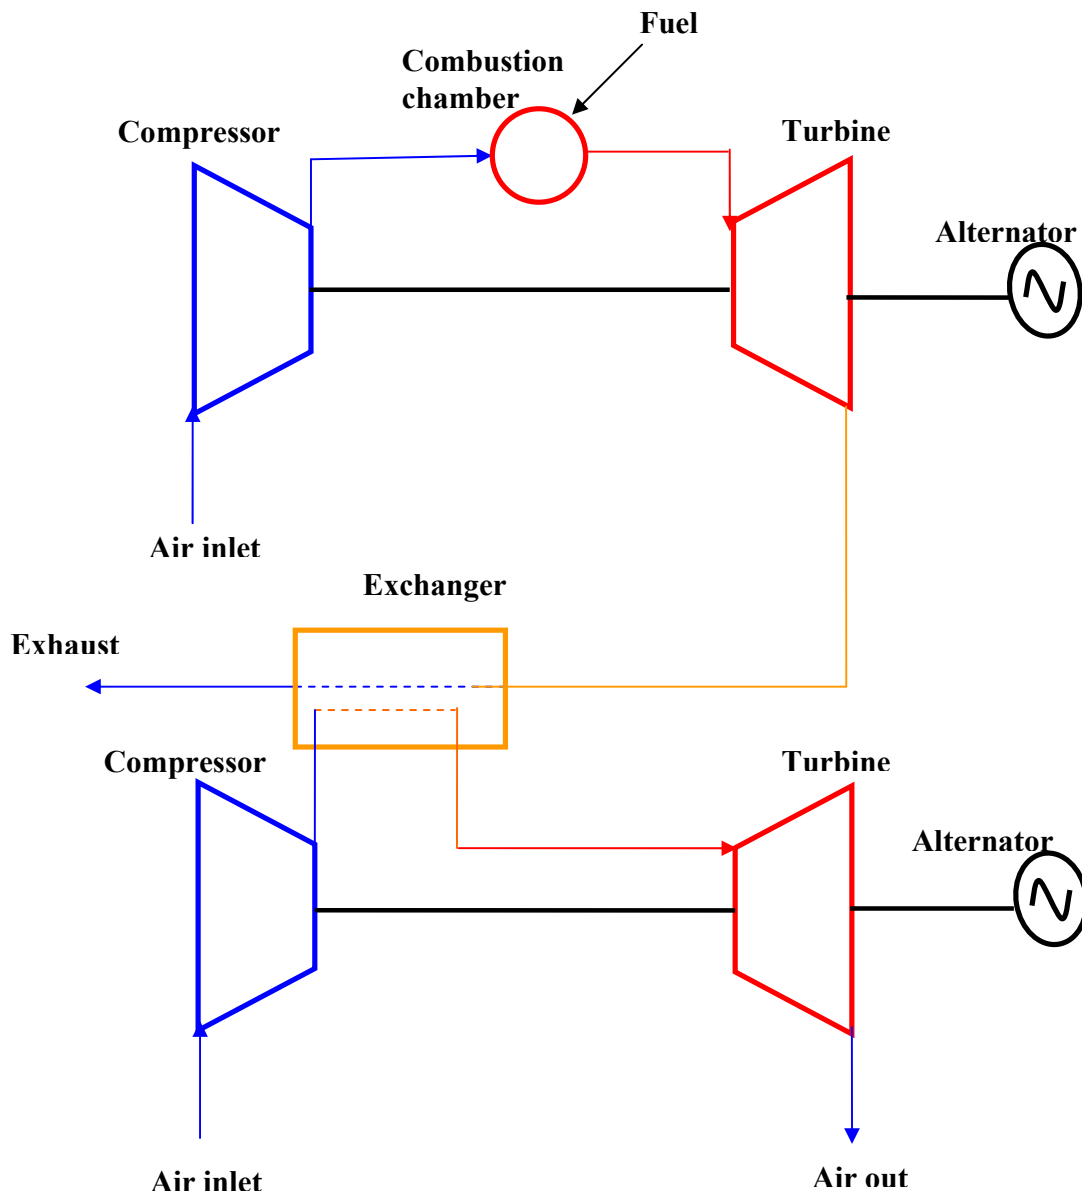 Fuel
Combustion
chamber
Compressor
Turbine
Alternator
Air inlet
Exchanger
Exhaust
Compressor
Turbine
Alternator
Air inlet
Air out